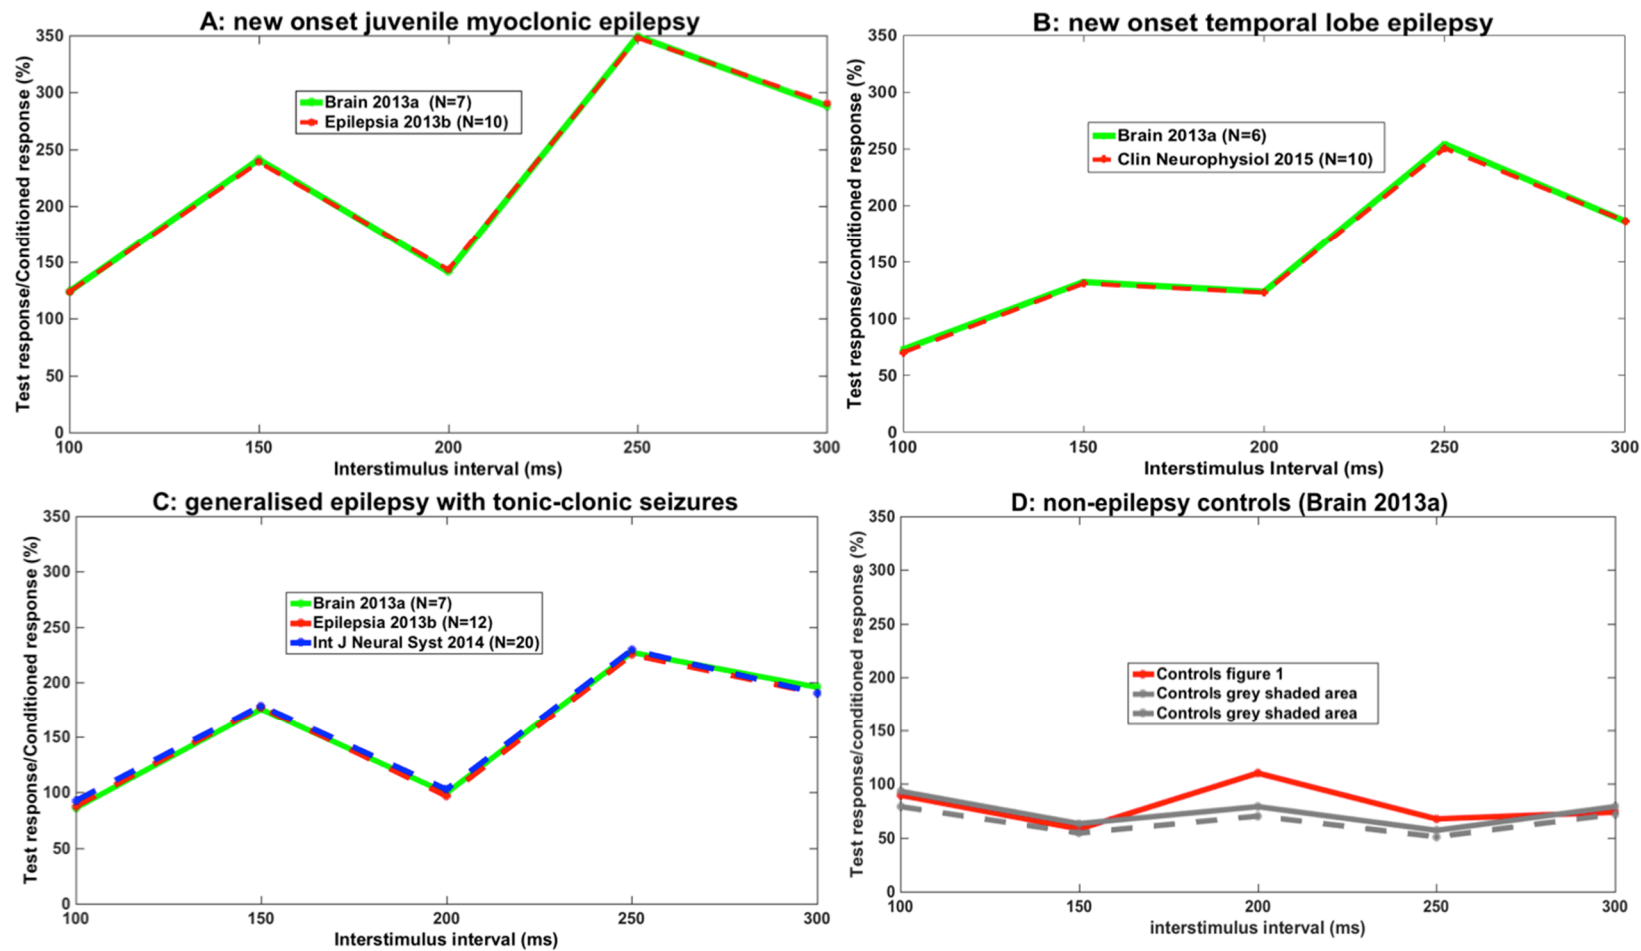 A: new onset juvenile myoclonic epilepsy
Test response/Conditioned response (%)
350
300
250
200
150
100
50
0
Brain 2013a (N=7)
Epilepsia 2013b (N=10)
100 150 200 250 300
Interstimulus interval (ms)
B: new onset temporal lobe epilepsy
Test response/conditioned response (%)
350
300
250
200
150
100
50
0
Brain 2013a (N=6)
Clin Neurophysiol 2015 (N=10)
100 150 200 250 300
Interstimulus Interval (ms)
C: generalised epilepsy with tonic-clonic seizures
Test response/Conditioned response (%)
350
300
250
200
150
100
50
0
Brain 2013a (N=7)
Epilepsia 2013b (N=12)
Int J Neural Syst 2014 (N=20)
100 150 200 250 300
Interstimulus interval (ms)
D: non-epilepsy controls (Brain 2013a)
Test response/conditioned response (%)
350
300
250
200
150
100
50
0
Controls figure 1
Controls grey shaded area
Controls grey shaded area
100 150 200 250 300
interstimulus interval (ms)